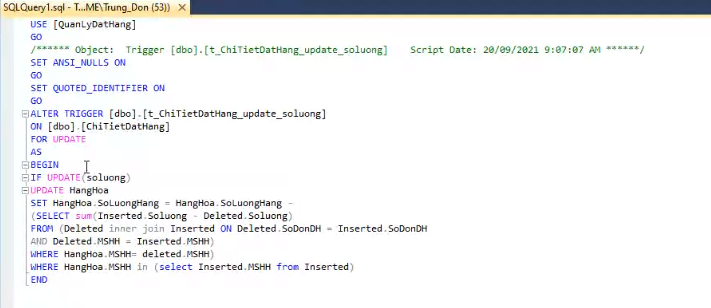 SQLQuery1.sql - T...ME\Trung_Don (53))
USE [QuanLyDatHang]
GO
/****** Object: Trigger [dbo].[t_ChiTietDatHang_update_soluong] Script Date: 20/09/2021 9:07:07 AM ******/
SET ANSI_NULLS ON
GO
SET QUOTED_IDENTIFIER ON
GO
ALTER TRIGGER [dbo].[t_ChiTietDatHang_update_soluong]
ON [dbo].[ChiTietDatHang]
FOR UPDATE
AS
BEGIN
IF UPDATE(soluong)
UPDATE HangHoa
SET HangHoa.SoLuongHang = HangHoa.SoLuongHang -
(SELECT sum(Inserted.Soluong - Deleted.Soluong)
FROM (Deleted inner join Inserted ON Deleted.SoDonDH = Inserted.SoDonDH
AND Deleted.MSHH = Inserted.MSHH)
WHERE HangHoa.MSHH= deleted.MSHH)
WHERE HangHoa.MSHH in (select Inserted.MSHH from Inserted)
END